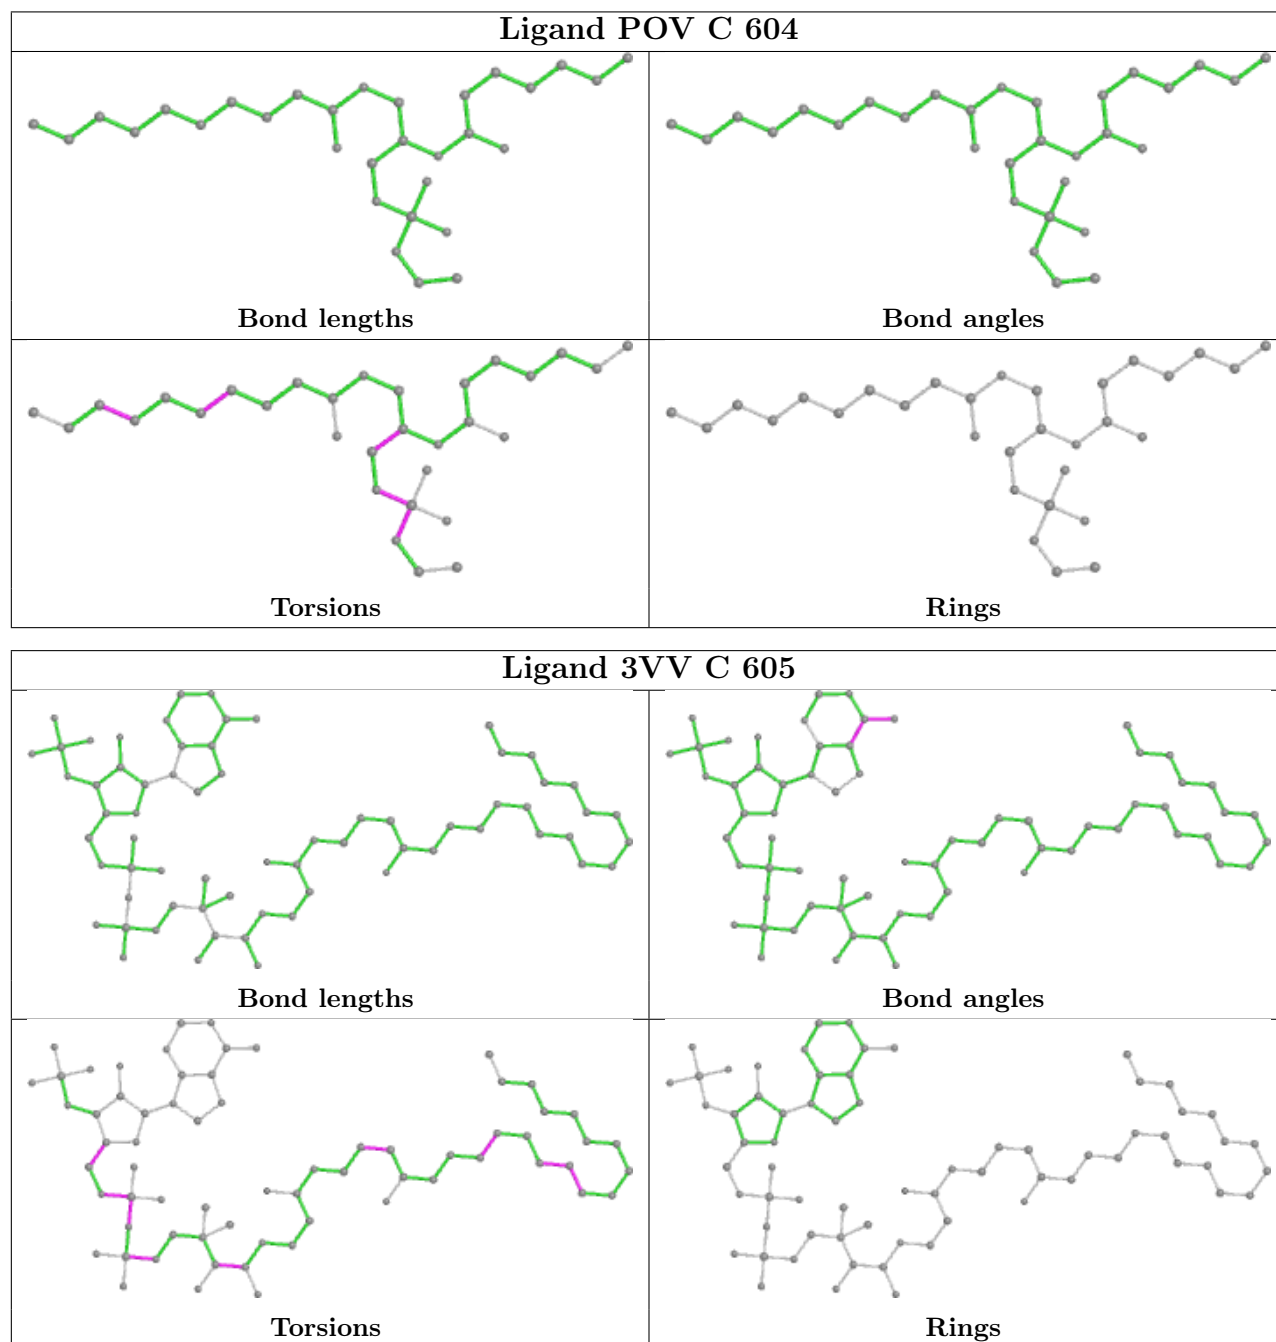 Ligand POV C 604
Bond lengths
Bond angles
Torsions
Rings
Ligand 3VV C 605
Bond lengths
Bond angles
Torsions
Rings